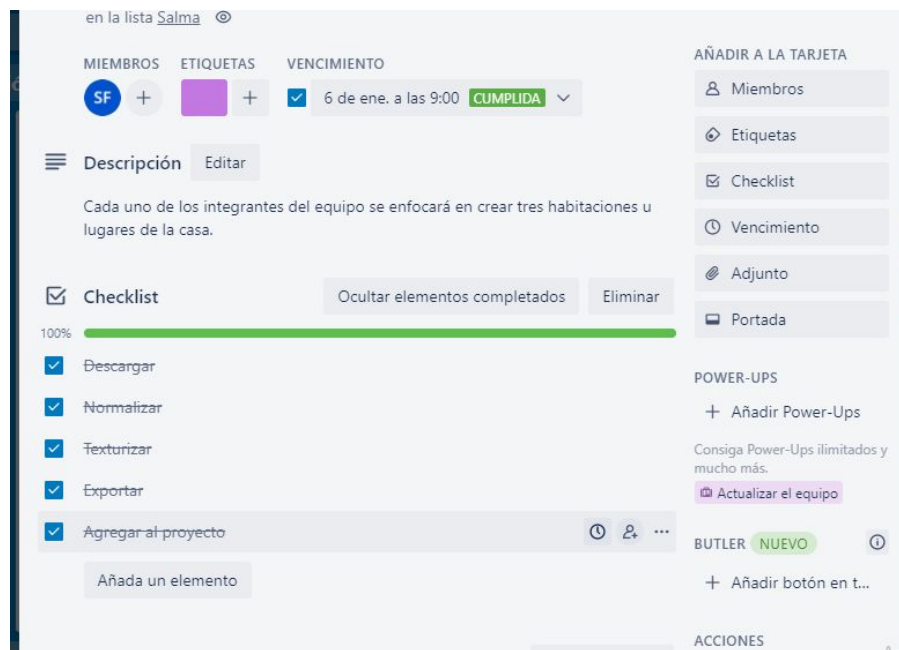 en la lista Salma
MIEMBROS ETIQUETAS VENCIMIENTO
SF + + 6 de ene. a las 9:00 CUMPLIDA
Descripción Editar
Cada uno de los integrantes del equipo se enfocará en crear tres habitaciones u
lugares de la casa.
Checklist Ocultar elementos completados Eliminar
100%
Descargar
Normalizar
Texturizar
Exportar
Agregar al proyecto
Añada un elemento
AÑADIR A LA TARJETA
Miembros
Etiquetas
Checklist
Vencimiento
Adjunto
Portada
POWER-UPS
+ Añadir Power-Ups
Consiga Power-Ups ilimitados y
mucho más.
Actualizar el equipo
BUTLER NUEVO
+ Añadir botón en t...
ACCIONES